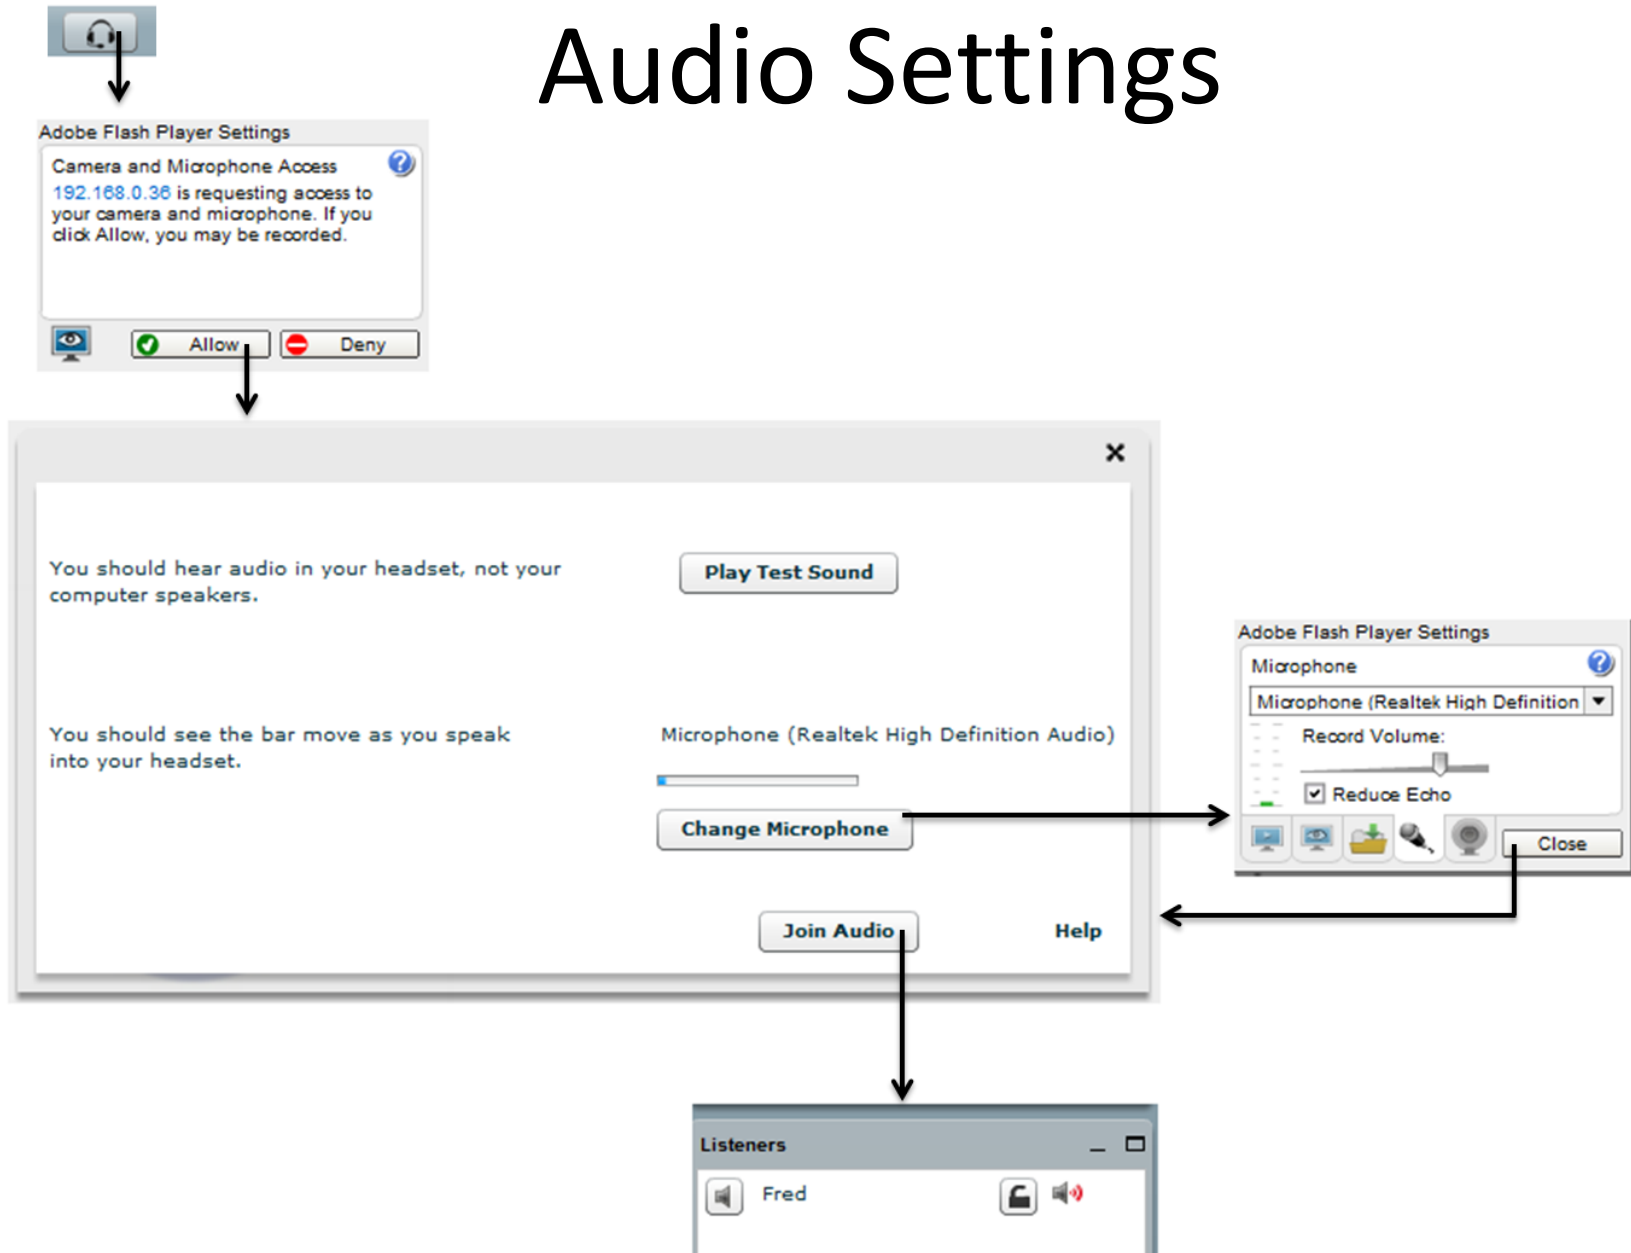 Audio Settings
Adobe Flash Player Settings
Camera and Microphone Access
192.168.0.36 is requesting access to
your camera and microphone. If you
click Allow, you may be recorded.
Allow
Deny
You should hear audio in your headset, not your
computer speakers.
Play Test Sound
You should see the bar move as you speak
into your headset.
Microphone (Realtek High Definition Audio)
Change Microphone
Join Audio
Help
Adobe Flash Player Settings
Microphone
Microphone (Realtek High Definition
Record Volume:
Reduce Echo
Close
Listeners
Fred